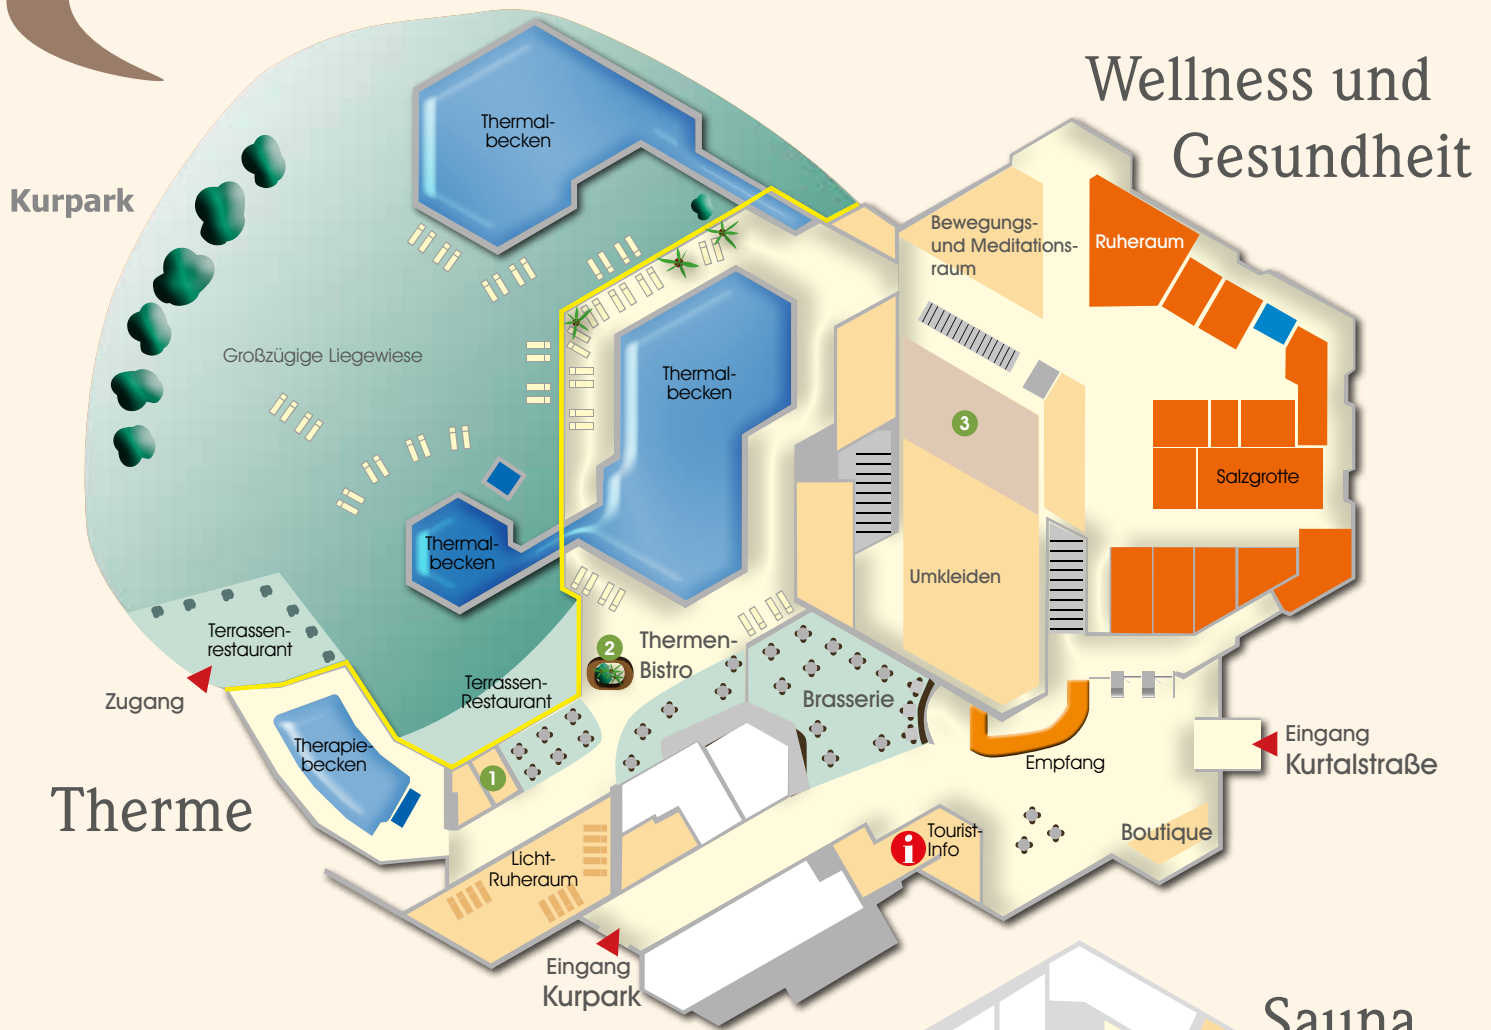 Wellness und
Gesundheit
Kurpark
Thermal-
becken
Bewegungs-
und Meditations-
raum
Ruheraum
Großzügige Liegewiese
Thermal-
becken
3
Salzgrotte
Thermal-
becken
Umkleiden
Terrassen-
restaurant
Zugang
2
Thermen-
Bistro
Terrassen-
Restaurant
Brasserie
Therapie-
becken
1
Empfang
Eingang
Kurtalstraße
Therme
Licht-
Ruheraum
i
Tourist-
Info
Boutique
Eingang
Kurpark
Sauna